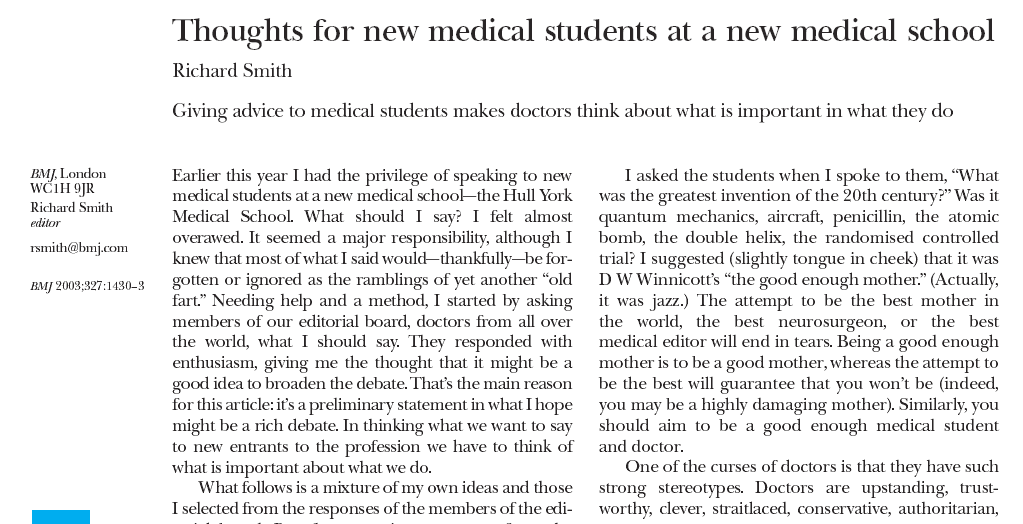 Thoughts for new medical students at a new medical school
Richard Smith
Giving advice to medical students makes doctors think about what is important in what they do
BMJ, London
WC1H 9JR
Richard Smith
editor
rsmith@bmj.com
BMJ 2003;327:1430–3
Earlier this year I had the privilege of speaking to new
medical students at a new medical school—the Hull York
Medical School. What should I say? I felt almost
overawed. It seemed a major responsibility, although I
knew that most of what I said would—thankfully—be for-
gotten or ignored as the ramblings of yet another “old
fart.” Needing help and a method, I started by asking
members of our editorial board, doctors from all over
the world, what I should say. They responded with
enthusiasm, giving me the thought that it might be a
good idea to broaden the debate. That’s the main reason
for this article: it’s a preliminary statement in what I hope
might be a rich debate. In thinking what we want to say
to new entrants to the profession we have to think of
what is important about what we do.
What follows is a mixture of my own ideas and those
I selected from the responses of the members of the edi-
I asked the students when I spoke to them, “What
was the greatest invention of the 20th century?” Was it
quantum mechanics, aircraft, penicillin, the atomic
bomb, the double helix, the randomised controlled
trial? I suggested (slightly tongue in cheek) that it was
D W Winnicott’s “the good enough mother.” (Actually,
it was jazz.) The attempt to be the best mother in
the world, the best neurosurgeon, or the best
medical editor will end in tears. Being a good enough
mother is to be a good mother, whereas the attempt to
be the best will guarantee that you won’t be (indeed,
you may be a highly damaging mother). Similarly, you
should aim to be a good enough medical student
and doctor.
One of the curses of doctors is that they have such
strong stereotypes. Doctors are upstanding, trust-
worthy, clever, straitlaced, conservative, authoritarian,